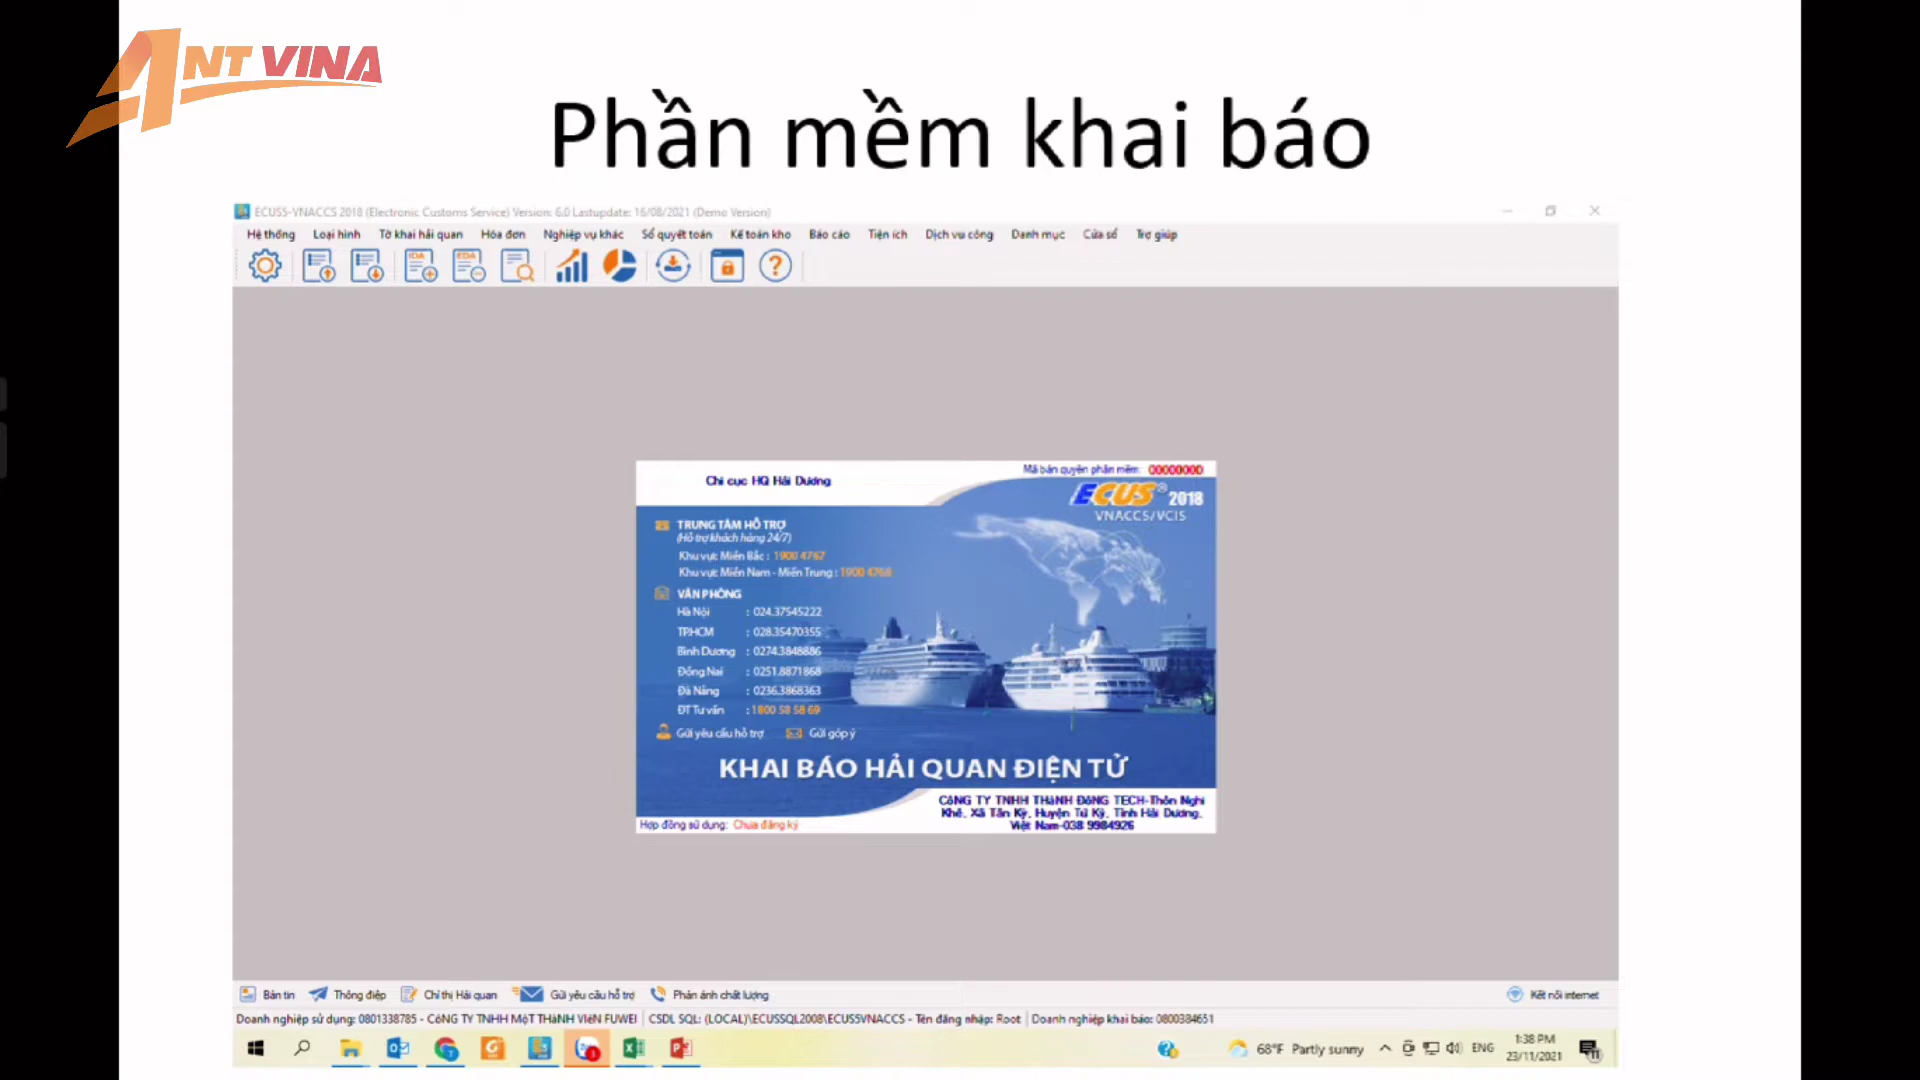 ANT VINA
Phần mềm khai báo
ECUS5-VNACCS 2018 (Electronic Customs Service) Version: 6.0 Lastupdate: 16/08/2021 (Demo Version)
Hệ thống Loại hình Tờ khai hải quan Hóa đơn Nghiệp vụ khác Sổ quyết toán Kế toán kho Báo cáo Tiện ích Dịch vụ công Danh mục Cửa sổ Trợ giúp
IDA EDA
Mã bản quyền phần mềm: 00000000
Chi cục HQ Hải Dương
ECUS® 2018
VNACCS/VCIS
TRUNG TÂM HỖ TRỢ
(Hỗ trợ khách hàng 24/7)
Khu vực Miền Bắc : 1900 4767
Khu vực Miền Nam - Miền Trung : 1900 4768
VĂN PHÒNG
Hà Nội : 024.37545222
TP.HCM : 028.35470355
Bình Dương : 0274.3848886
Đồng Nai : 0251.8871868
Đà Nẵng : 0236.3868363
ĐT Tư vấn : 1800 58 58 69
Gửi yêu cầu hỗ trợ Gửi góp ý
KHAI BÁO HẢI QUAN ĐIỆN TỬ
CôNG TY TNHH THàNH ĐôNG TECH-Thôn Nghi
Khê, Xã Tân Kỳ, Huyện Tứ Kỳ, Tỉnh Hải Dương,
Việt Nam-038 9984926
Hợp đồng sử dụng: Chưa đăng ký
Bản tin Thông điệp Chỉ thị Hải quan Gửi yêu cầu hỗ trợ Phản ánh chất lượng Kết nối internet
Doanh nghiệp sử dụng: 0801338785 - CôNG TY TNHH MộT THàNH VIêN FUWEI CSDL SQL: (LOCAL)\ECUSSQL2008\ECUS5VNACCS - Tên đăng nhập: Root Doanh nghiệp khai báo: 0800384651
68°F Partly sunny ENG 1:38 PM
23/11/2021